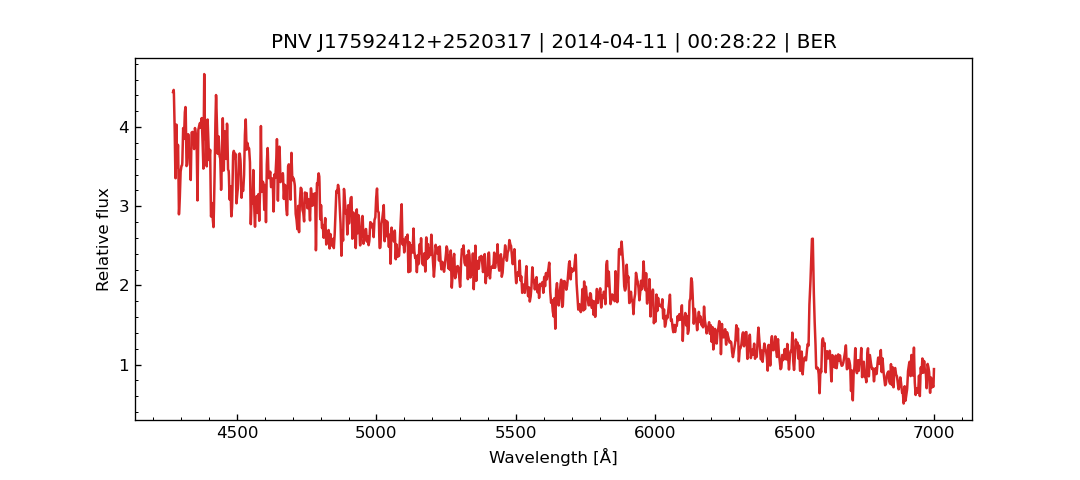 PNV J17592412+2520317 | 2014-04-11 | 00:28:22 | BER
4
3
2
1
Relative flux
4500 5000 5500 6000 6500 7000
Wavelength [Å]